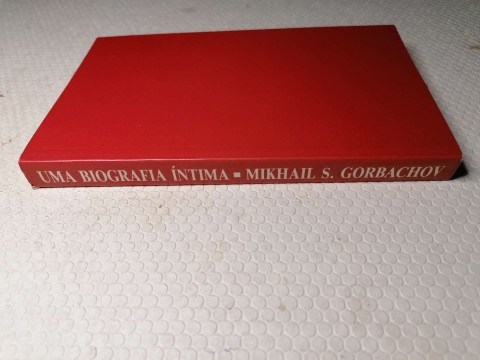 UMA BIOGRAFIA ÍNTIMA ▪ MIKHAIL S. GORBACHOV